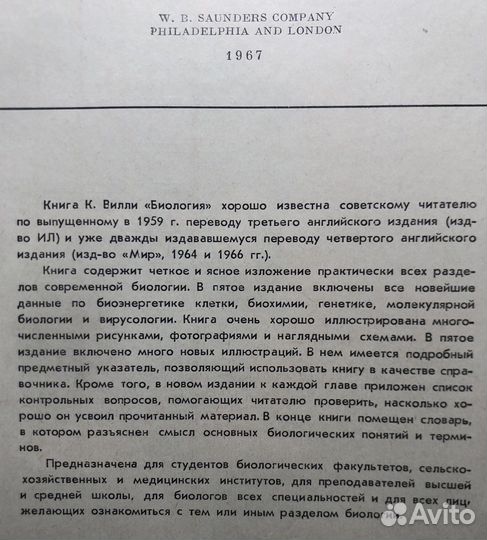 W. B. SAUNDERS COMPANY
PHILADELPHIA AND LONDON
1967
Книга К. Вилли «Биология» хорошо известна советскому читателю
по выпущенному в 1959 г. переводу третьего английского издания (изд-
во ИЛ) и уже дважды издававшемуся переводу четвертого английского
издания (изд-во «Мир», 1964 и 1966 гг.).
Книга содержит четкое и ясное изложение практически всех разде-
лов современной биологии. В пятое издание включены все новейшие
данные по биоэнергетике клетки, биохимии, генетике, молекулярной
биологии и вирусологии. Книга очень хорошо иллюстрирована много-
численными рисунками, фотографиями и наглядными схемами. В пятое
издание включено много новых иллюстраций. В нем имеется подробный
предметный указатель, позволяющий использовать книгу в качестве спра-
вочника. Кроме того, в новом издании к каждой главе приложен список
контрольных вопросов, помогающих читателю проверить, насколько хо-
рошо он усвоил прочитанный материал. В конце книги помещен словарь,
в котором разъяснен смысл основных биологических понятий и терми-
нов.
Предназначена для студентов биологических факультетов, сельско-
хозяйственных и медицинских институтов, для преподавателей высшей
и средней школы, для биологов всех специальностей и для всех лиц,
желающих ознакомиться с тем или иным разделом биологии.
Avito